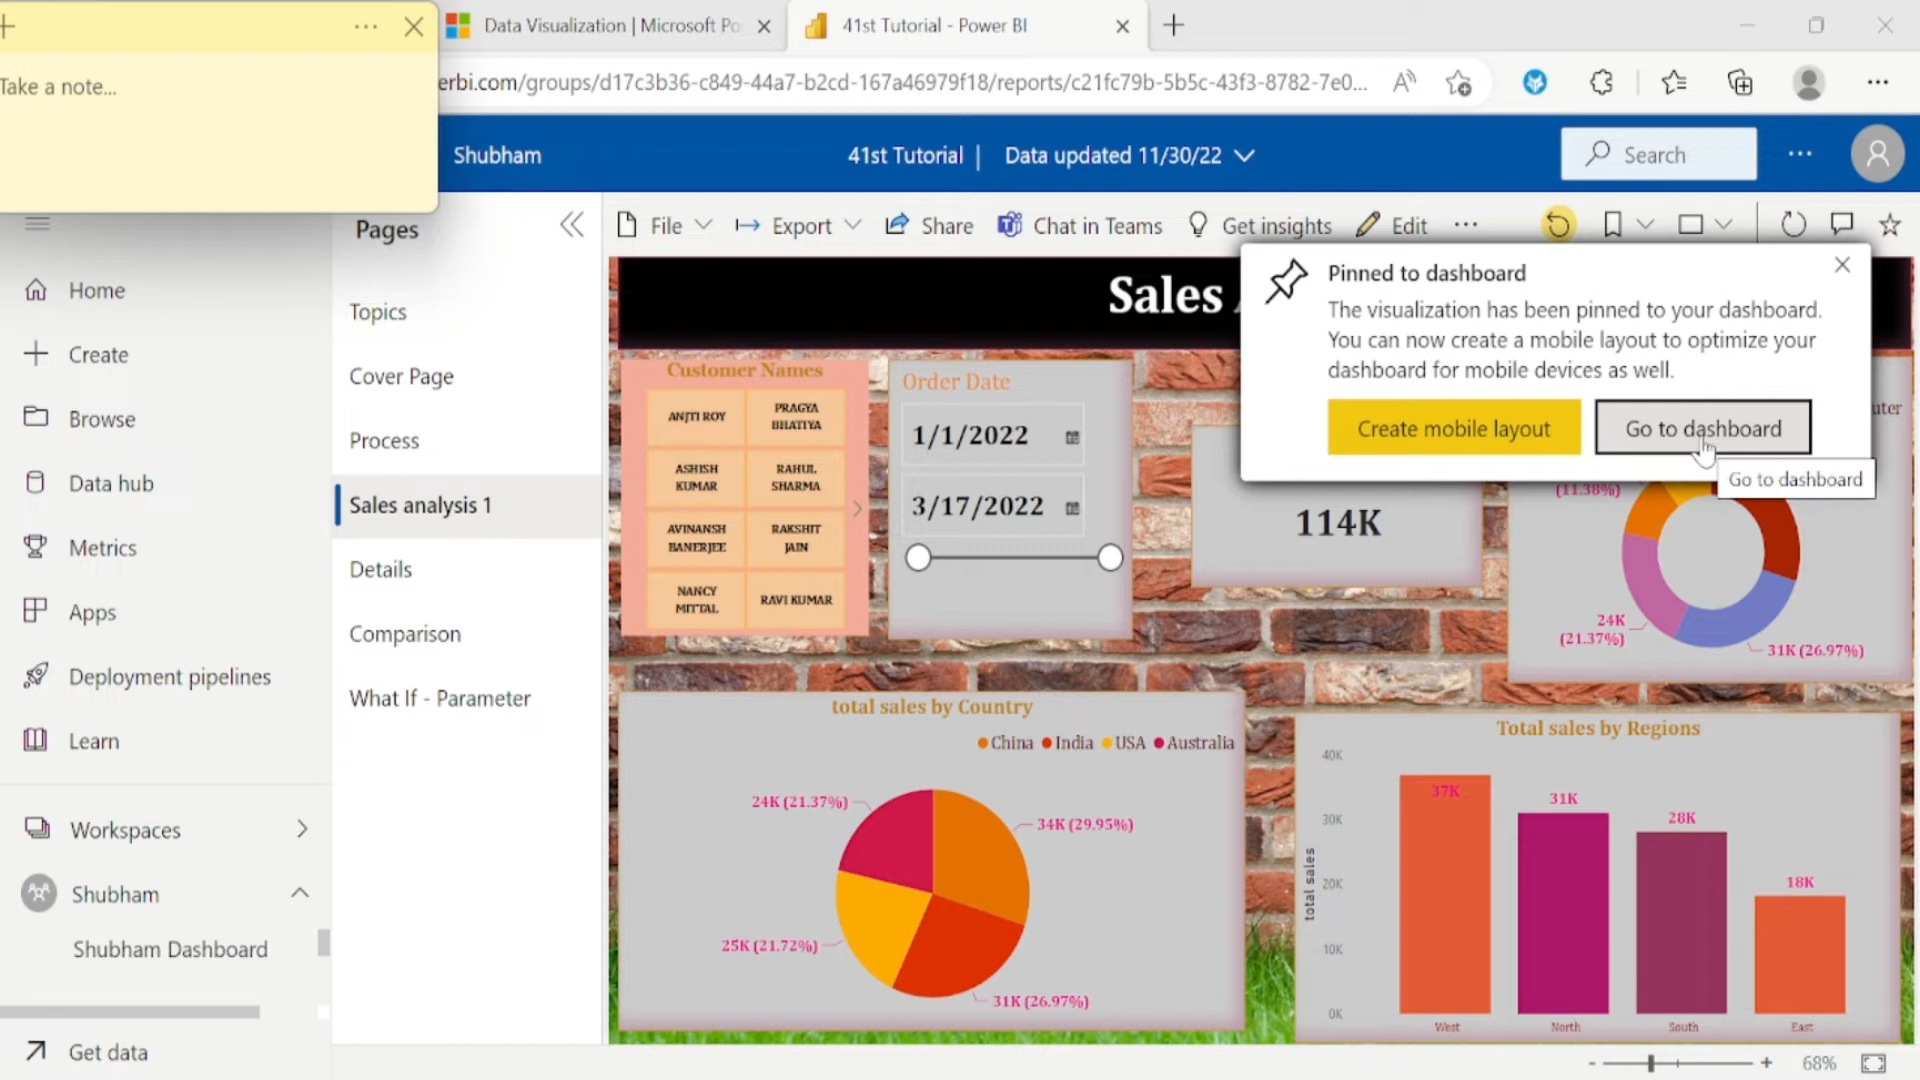 Take a note...
Data Visualization | Microsoft Po
41st Tutorial - Power BI
erbi.com/groups/d17c3b36-c849-44a7-b2cd-167a46979f18/reports/c21fc79b-5b5c-43f3-8782-7e0...
Shubham
41st Tutorial | Data updated 11/30/22
Search
Home
Create
Browse
Data hub
Metrics
Apps
Deployment pipelines
Learn
Workspaces
Shubham
Shubham Dashboard
Get data
Pages
Topics
Cover Page
Process
Sales analysis 1
Details
Comparison
What If - Parameter
File
Export
Share
Chat in Teams
Get insights
Edit
Sales
Pinned to dashboard
The visualization has been pinned to your dashboard.
You can now create a mobile layout to optimize your
dashboard for mobile devices as well.
Create mobile layout
Go to dashboard
Go to dashboard
Customer Names
ANJTI ROY
PRAGYA
BHATIYA
ASHISH
KUMAR
RAHUL
SHARMA
AVINANSH
BANERJEE
RAKSHIT
JAIN
NANCY
MITTAL
RAVI KUMAR
Order Date
1/1/2022
3/17/2022
114K
uter
(11.38%)
24K
(21.37%)
31K (26.97%)
total sales by Country
China India USA Australia
24K (21.37%)
34K (29.95%)
25K (21.72%)
31K (26.97%)
Total sales by Regions
total sales
40K
30K
20K
10K
0K
37K
31K
28K
18K
West
North
South
East
68%